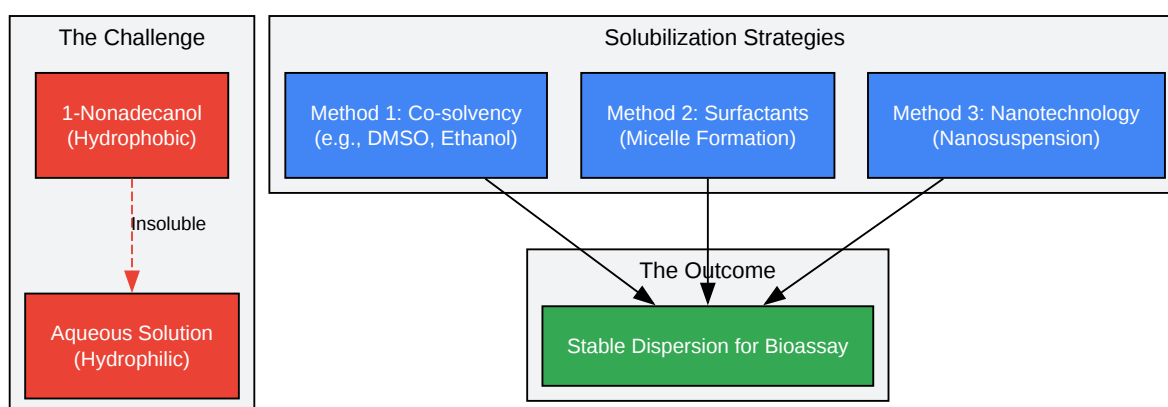 The Challenge
1-Nonadecanol
(Hydrophobic)
Insoluble
Aqueous Solution
(Hydrophilic)
Solubilization Strategies
Method 1: Co-solvency
(e.g., DMSO, Ethanol)
Method 2: Surfactants
(Micelle Formation)
Method 3: Nanotechnology
(Nanosuspension)
The Outcome
Stable Dispersion for Bioassay